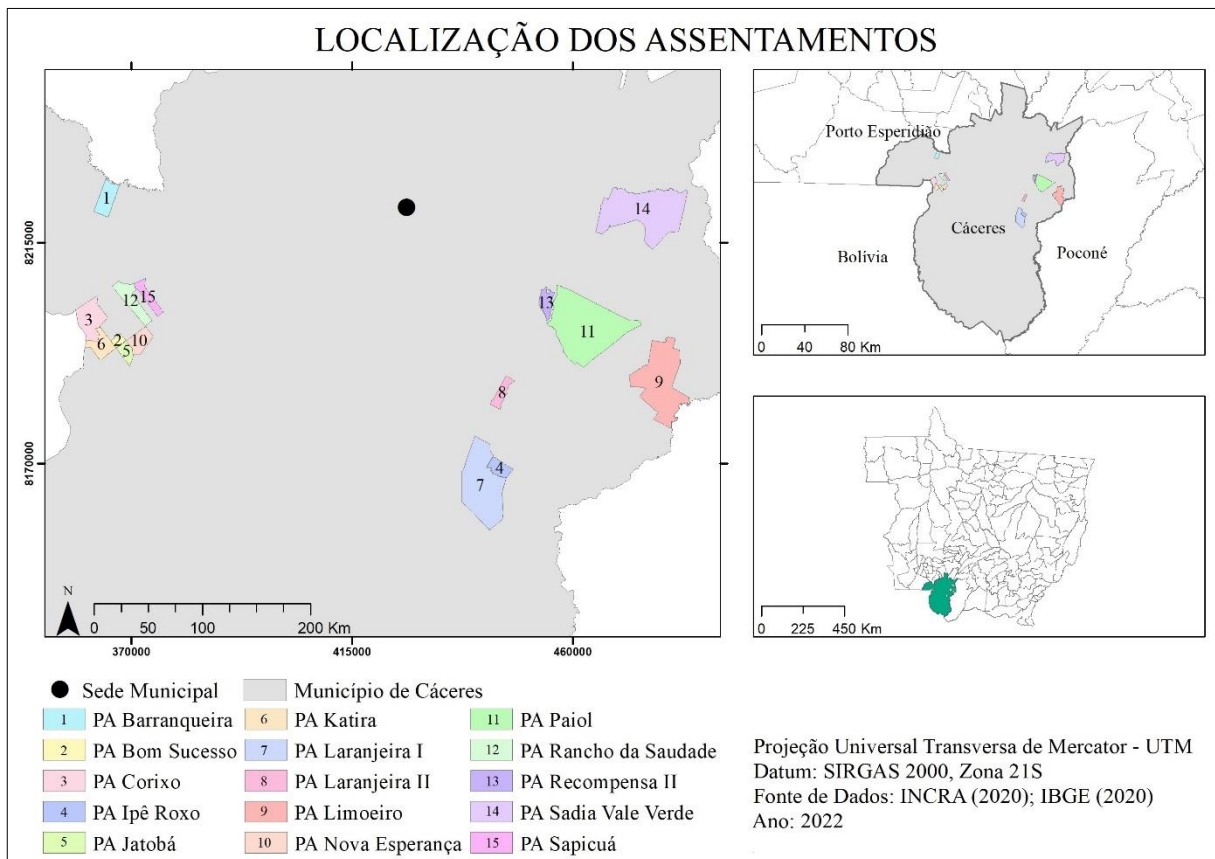 LOCALIZAÇÃO DOS ASSENTAMENTOS
1
14
8215000
12
15
13
3
11
2
10
6
5
9
8
8170000
4
7
N
0 50 100 200 Km
370000 415000 460000
Porto Esperidião
Cáceres
Bolívia
Poconé
0 40 80 Km
0 225 450 Km
Sede Municipal Município de Cáceres
1 PA Barranqueira 6 PA Katira 11 PA Paiol
2 PA Bom Sucesso 7 PA Laranjeira I 12 PA Rancho da Saudade
3 PA Corixo 8 PA Laranjeira II 13 PA Recompensa II
4 PA Ipê Roxo 9 PA Limoeiro 14 PA Sadia Vale Verde
5 PA Jatobá 10 PA Nova Esperança 15 PA Sapicuá
Projeção Universal Transversa de Mercator - UTM
Datum: SIRGAS 2000, Zona 21S
Fonte de Dados: INCRA (2020); IBGE (2020)
Ano: 2022